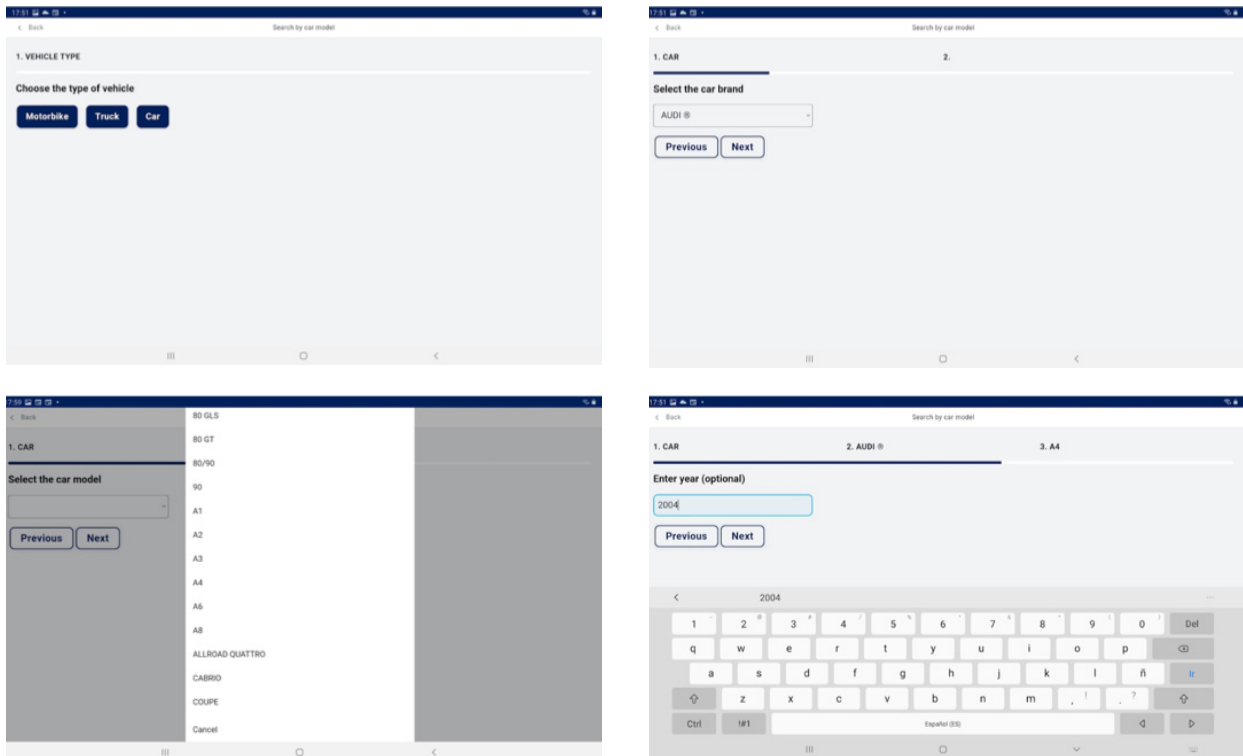 17:51
< Back
Search by car model
1. VEHICLE TYPE
Choose the type of vehicle
Motorbike Truck Car
17:51
< Back
Search by car model
1. CAR 2.
Select the car brand
AUDI ®
Previous Next
7:59
< Back
1. CAR
Select the car model
Previous Next
80 GLS
80 GT
80/90
90
A1
A2
A3
A4
A6
A8
ALLROAD QUATTRO
CABRIO
COUPE
Cancel
17:51
< Back
Search by car model
1. CAR 2. AUDI ® 3. A4
Enter year (optional)
2004
Previous Next
2004
1 2 3 4 5 6 7 8 9 0 Del
q w e r t y u i o p
a s d f g h j k l ñ Ir
z x c v b n m , ! . ?
Ctrl !#1 Español (ES)